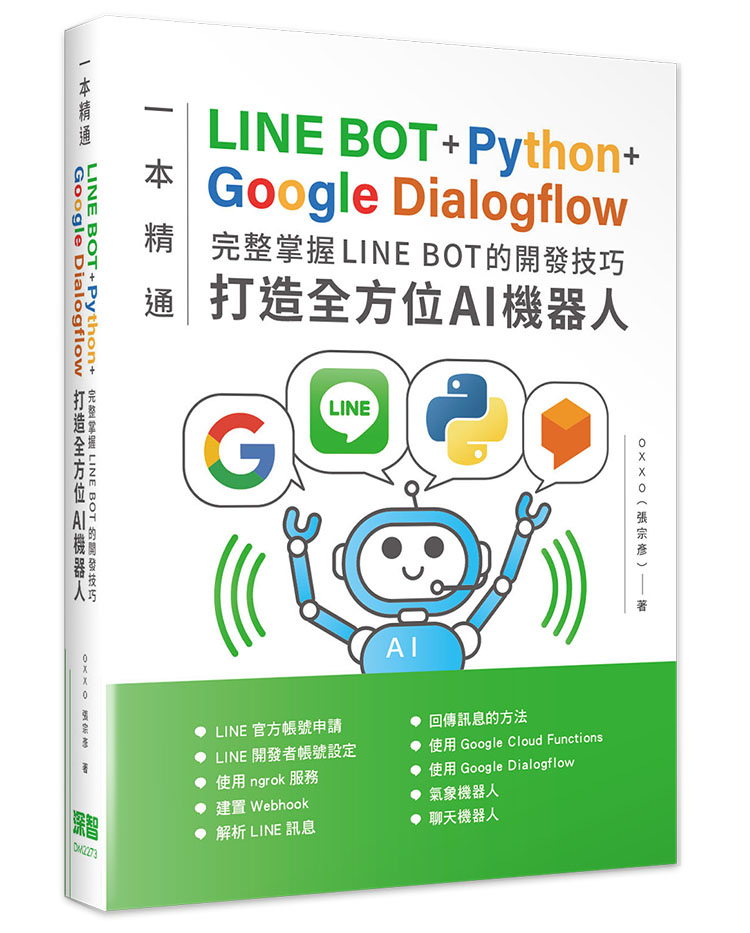 一本精通
LINE BOT+Python+
Google Dialogflow
完整掌握LINE BOT的開發技巧
打造全方位AI機器人
LINE
OXXO（張宗彥）——著
AI
LINE 官方帳號申請
LINE 開發者帳號設定
使用 ngrok 服務
建置 Webhook
解析 LINE 訊息
回傳訊息的方法
使用 Google Cloud Functions
使用 Google Dialogflow
氣象機器人
聊天機器人
一本精通
LINE BOT+Python+
Google Dialogflow
完整掌握 LINE BOT 的開發技巧
打造全方位 AI 機器人
OXXO 張宗彥 著
深智
DM2273